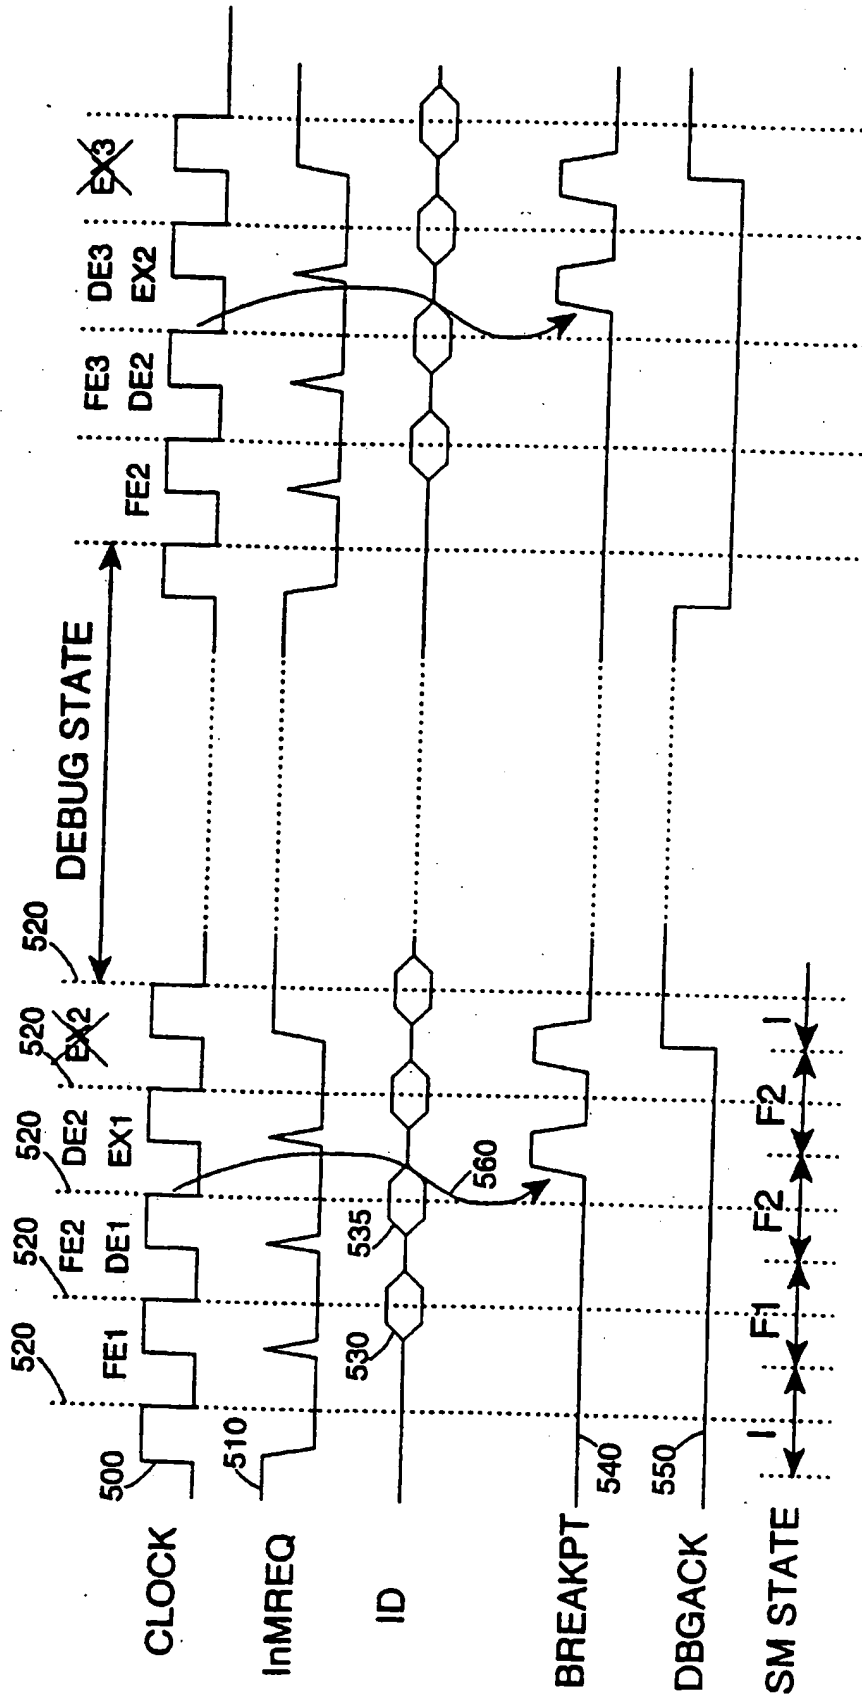 520 520 520 520 520
DEBUG STATE
FE2 DE2 EX2 FE3 DE3 EX3
FE1 DE1 EX1 FE2 DE2 EX2
CLOCK 500
InMREQ 510
ID 530 535
560
BREAKPT 540
DBGACK 550
SM STATE I F1 F2 F2 I